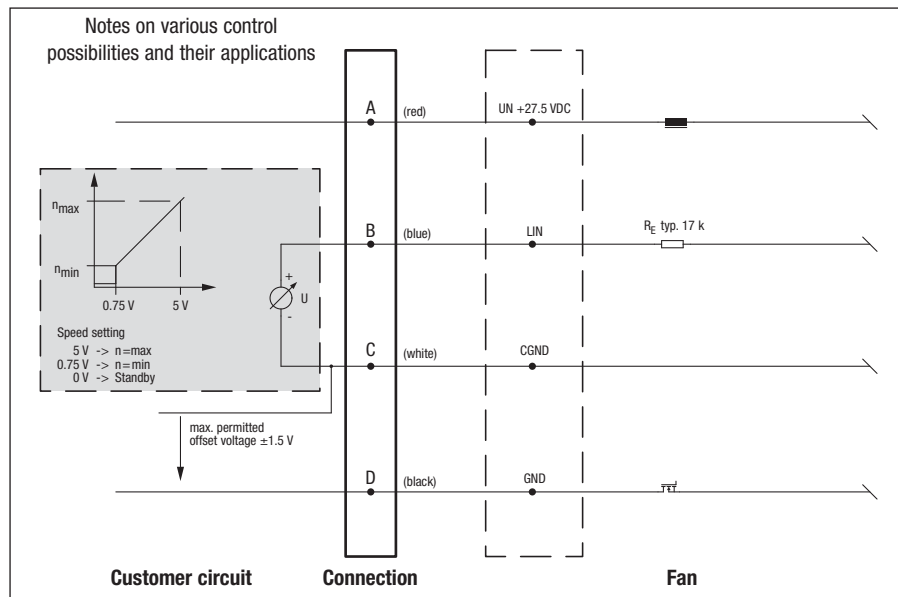 Notes on various control
possibilities and their applications
A
(red)
UN +27.5 VDC
nmax
nmin
0.75 V
5 V
+
U
-
Speed setting
5 V -> n=max
0.75 V -> n=min
0V -> Standby
B
(blue)
LIN
RE typ. 17 k
C
(white)
CGND
max. permitted
offset voltage ±1.5 V
D
(black)
GND
Customer circuit
Connection
Fan